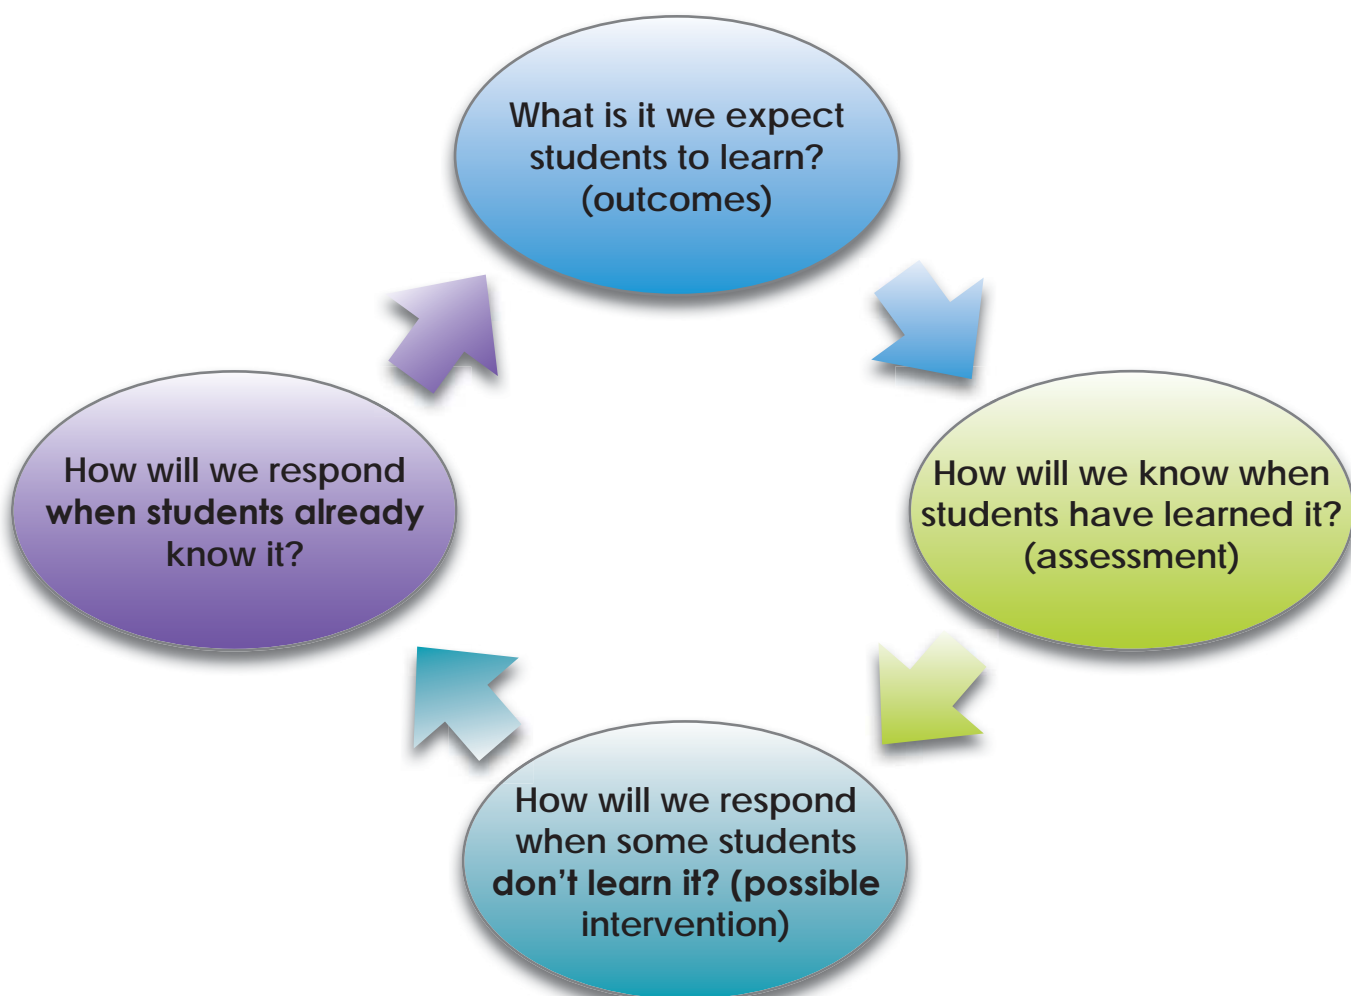 What is it we expect
students to learn?
(outcomes)
How will we know when
students have learned it?
(assessment)
How will we respond
when some students
don’t learn it? (possible
intervention)
How will we respond
when students already
know it?